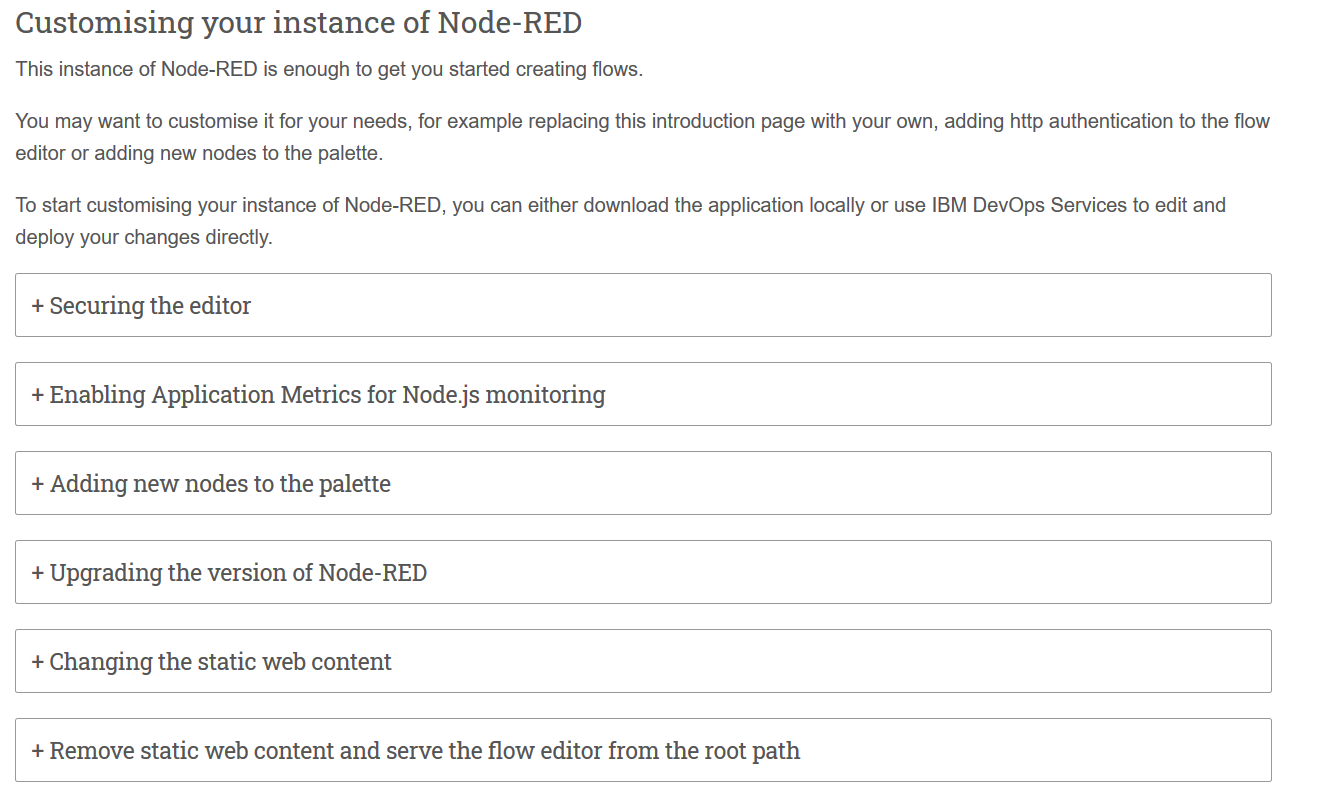 Customising your instance of Node-RED
This instance of Node-RED is enough to get you started creating flows.
You may want to customise it for your needs, for example replacing this introduction page with your own, adding http authentication to the flow
editor or adding new nodes to the palette.
To start customising your instance of Node-RED, you can either download the application locally or use IBM DevOps Services to edit and
deploy your changes directly.
+ Securing the editor
+ Enabling Application Metrics for Node.js monitoring
+ Adding new nodes to the palette
+ Upgrading the version of Node-RED
+ Changing the static web content
+ Remove static web content and serve the flow editor from the root path